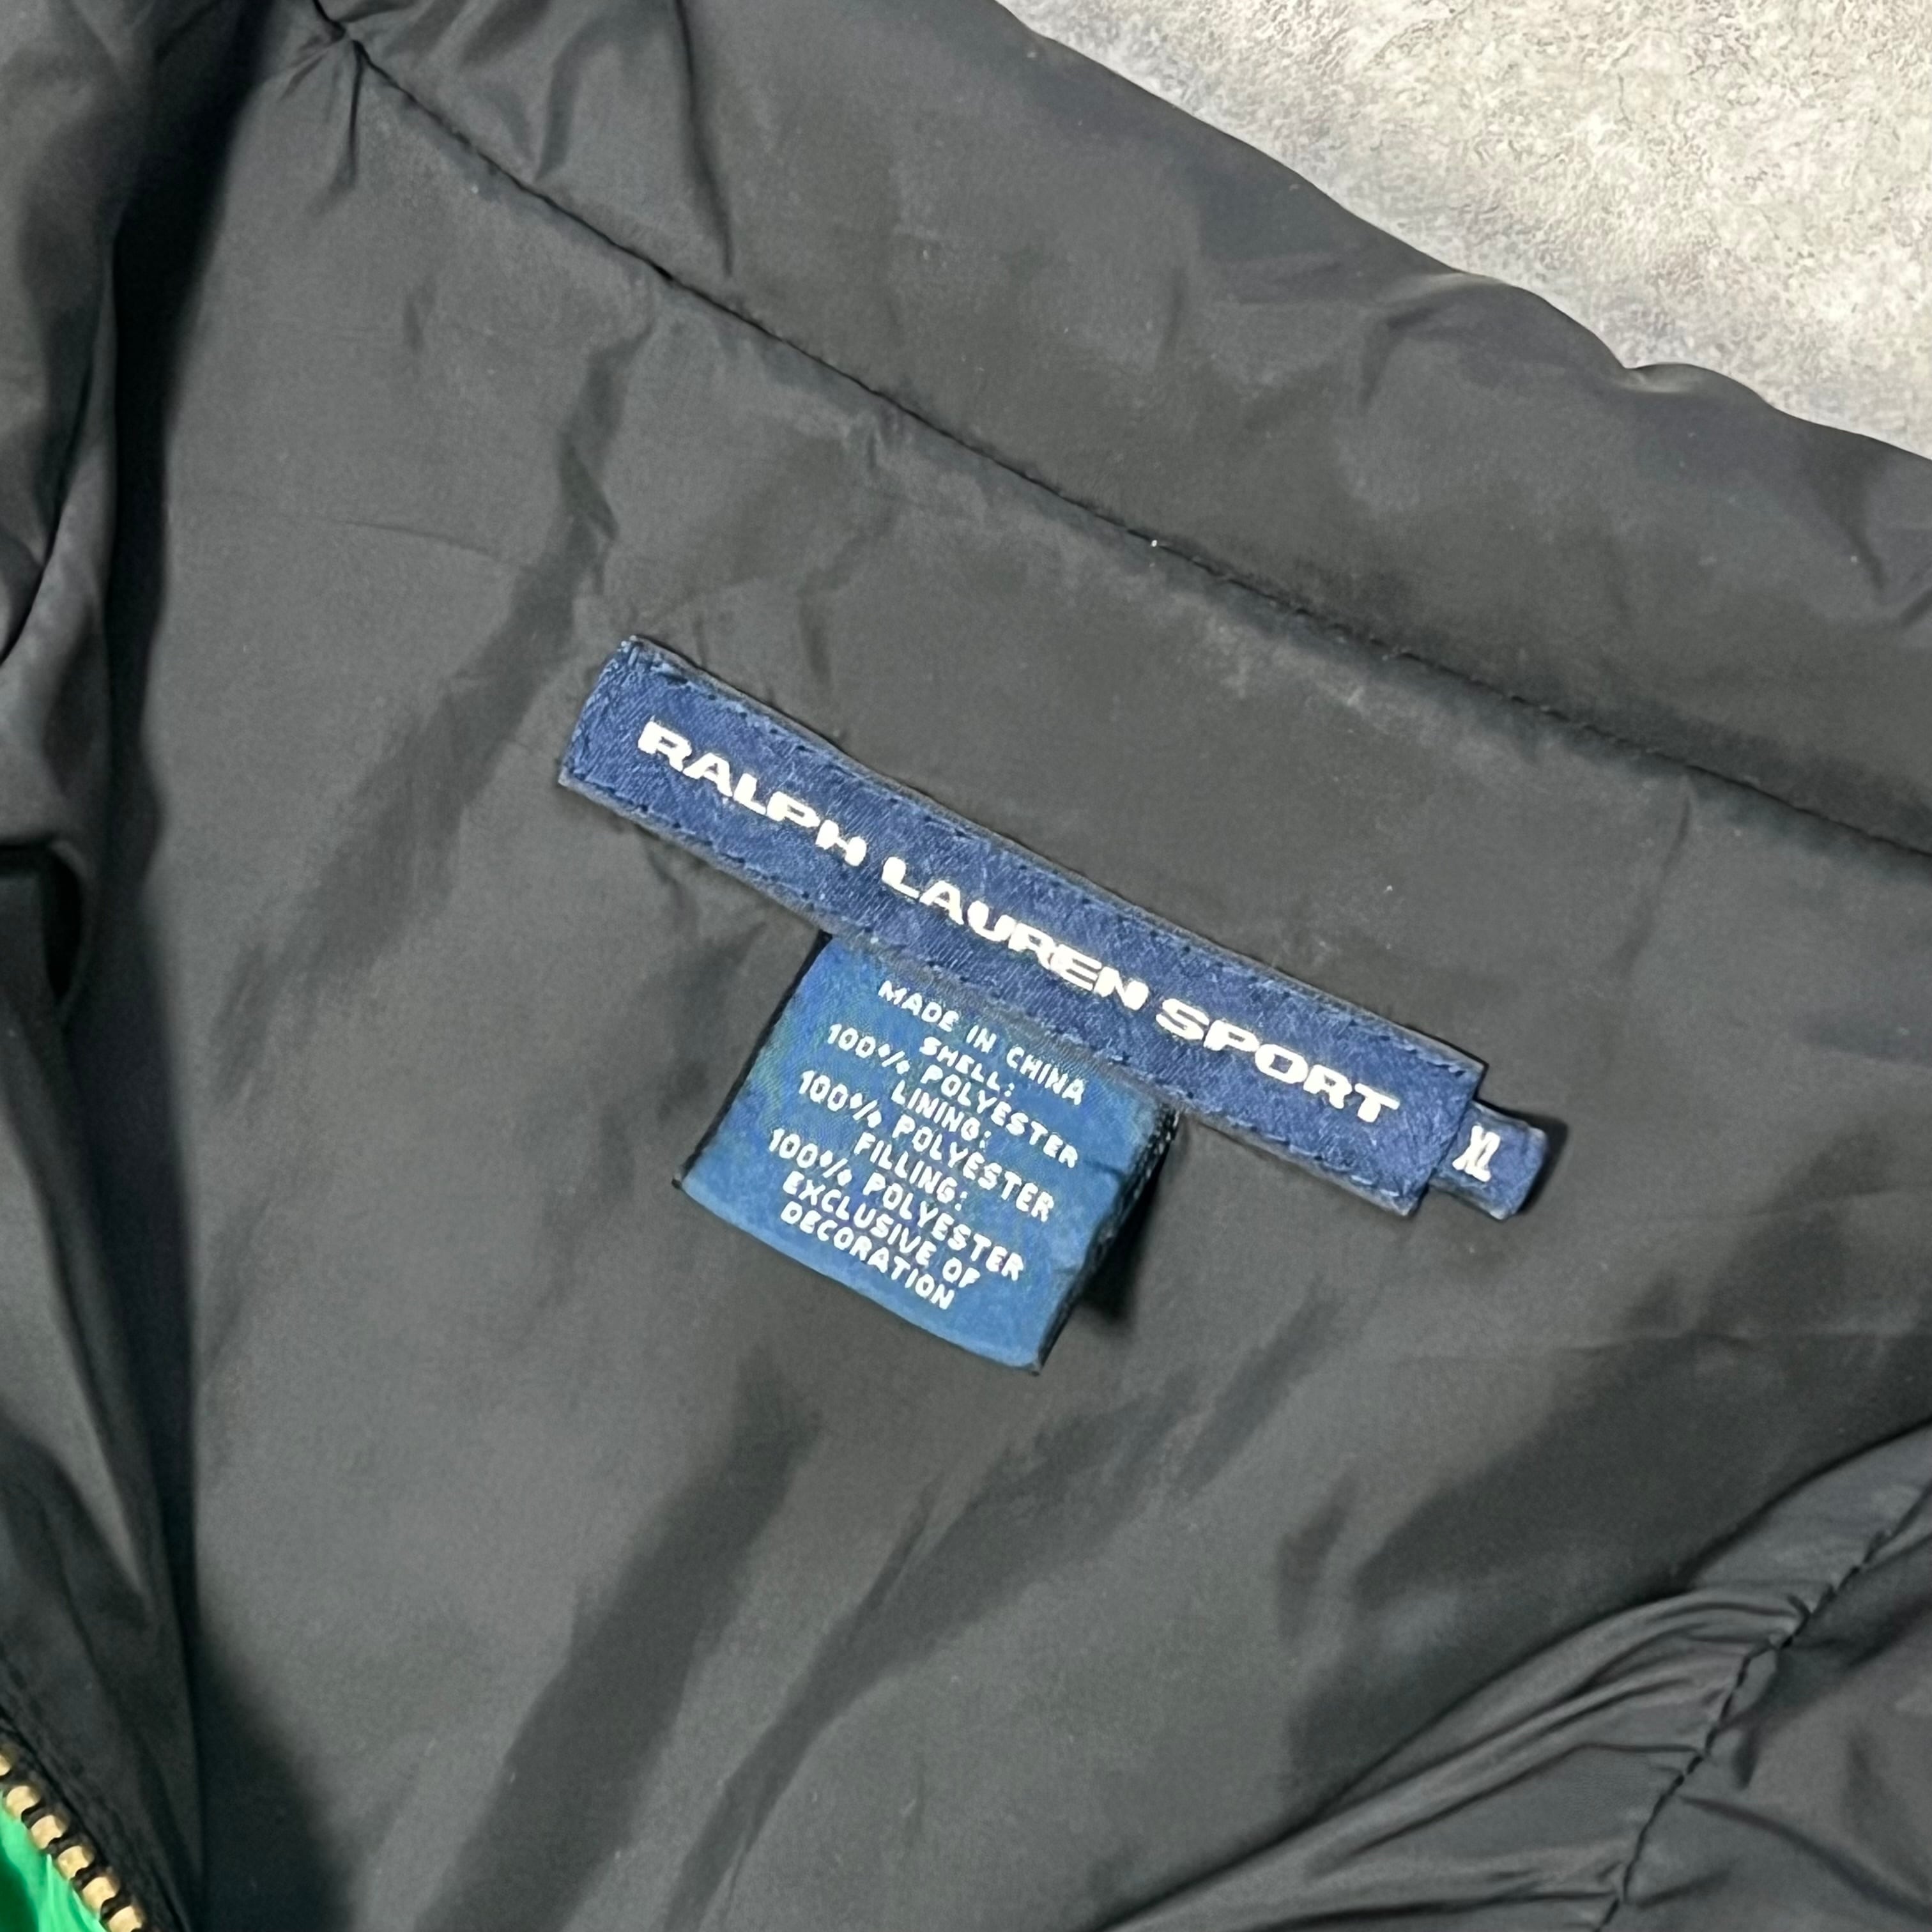 RALPH LAUREN SPORT
XL
MADE IN CHINA
SHELL:
100% POLYESTER
LINING:
100% POLYESTER
FILLING:
100% POLYESTER
EXCLUSIVE OF
DECORATION